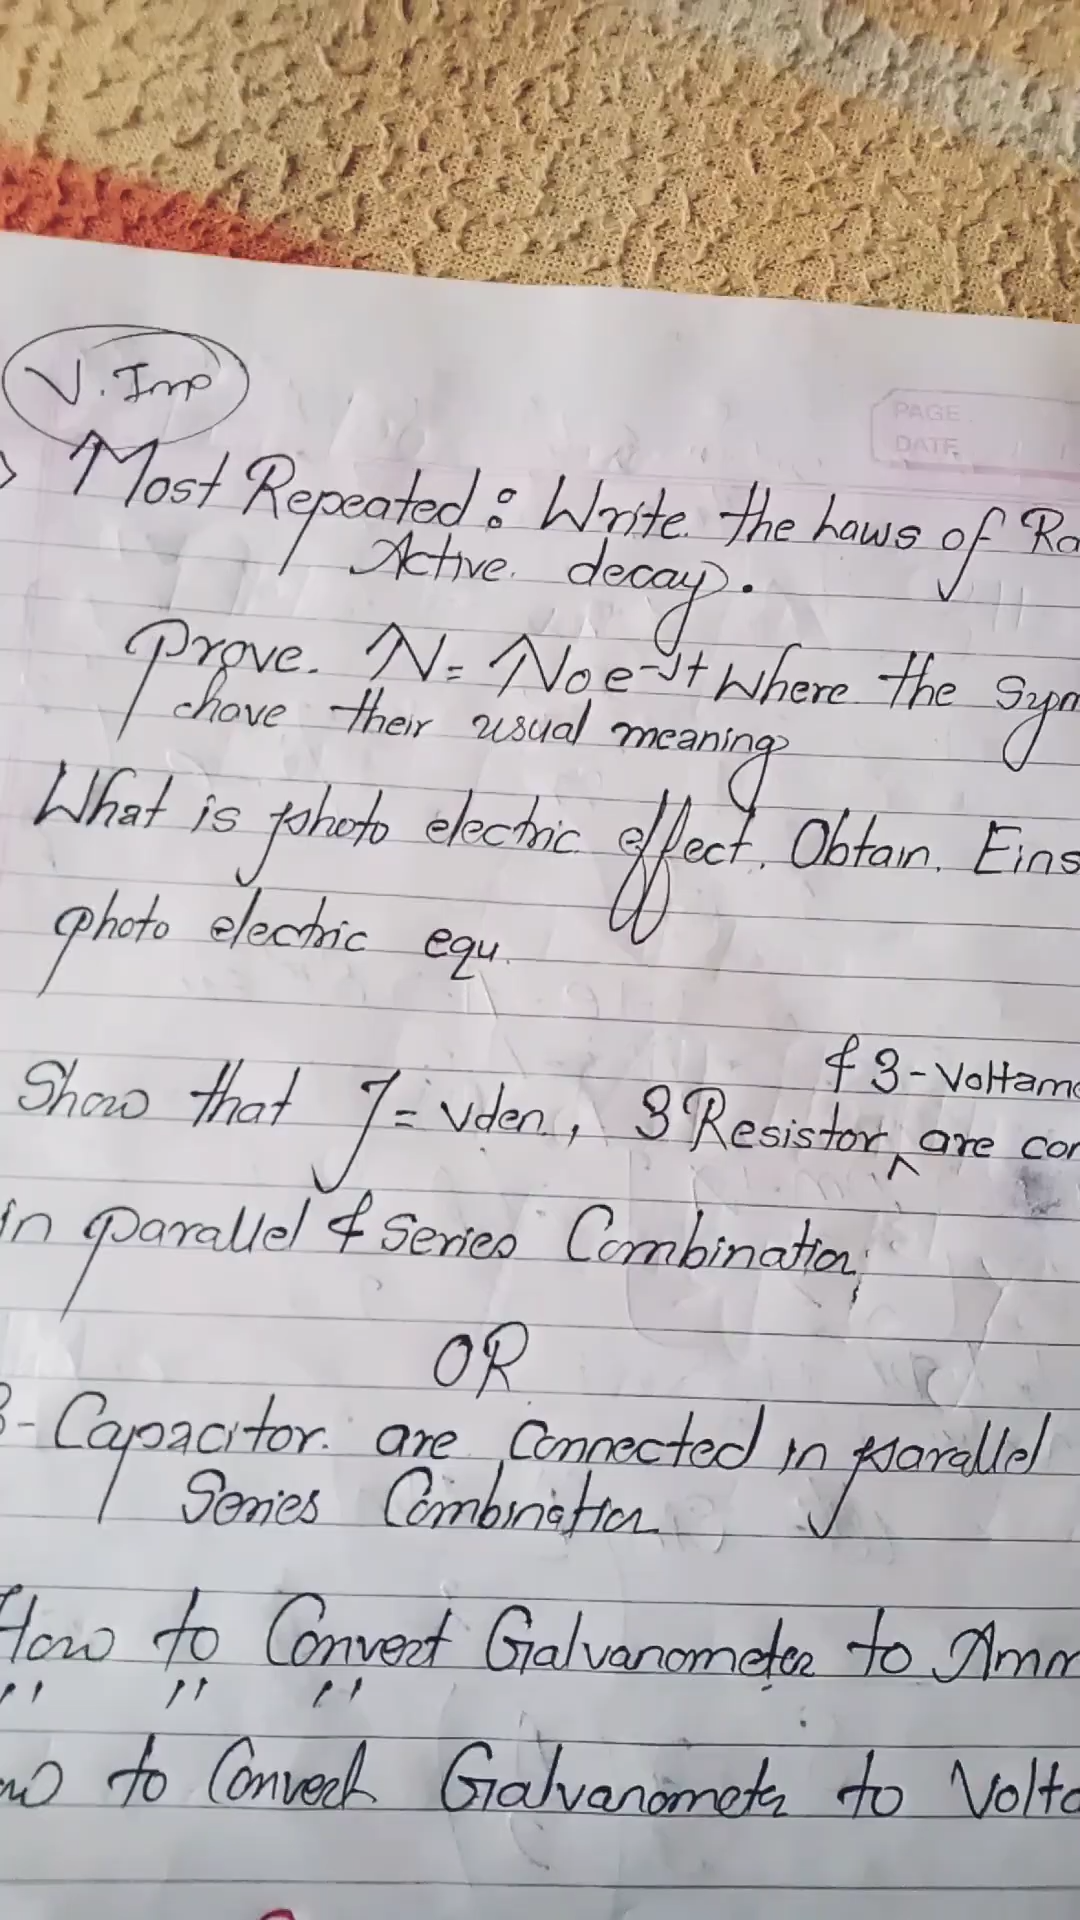 V. Imp
PAGE
DATE
Most Repeated: Write the Laws of Ra
Active decay.
Prove. N = Noe-λt where the sym
have their usual meaning
What is photo electric effect. Obtain. Eins
photo electric equ.
& 3-Voltame
Show that J = vden, 3 Resistor ^ are con
in parallel & series Combination,
OR
3-Capacitor. are Connected in parallel
Series Combination
How to Convert Galvanometer to Amm
" " "
ow to Convert Galvanometer to Volta